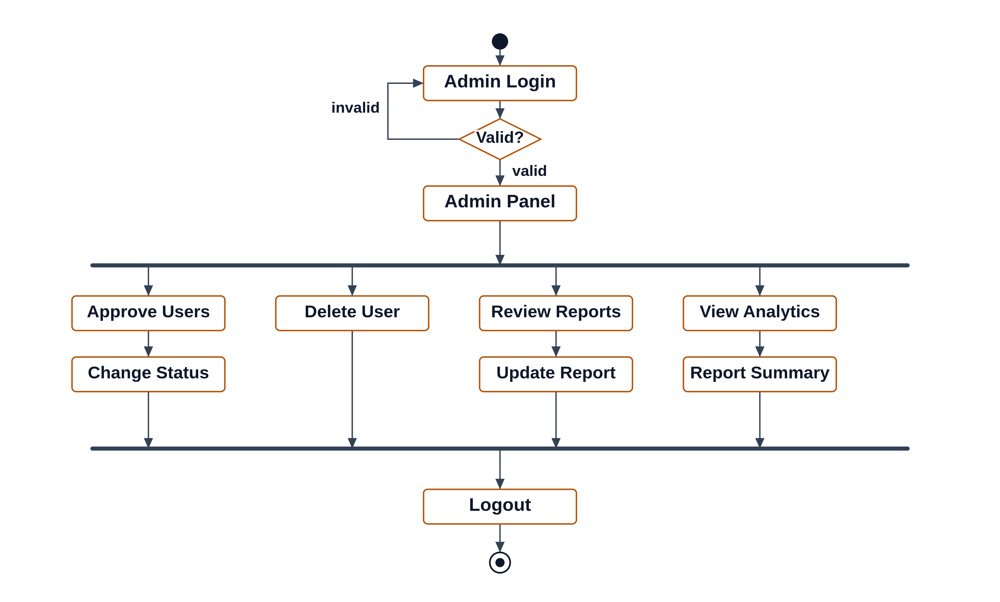 Admin Login
invalid
Valid?
valid
Admin Panel
Approve Users
Delete User
Review Reports
View Analytics
Change Status
Update Report
Report Summary
Logout